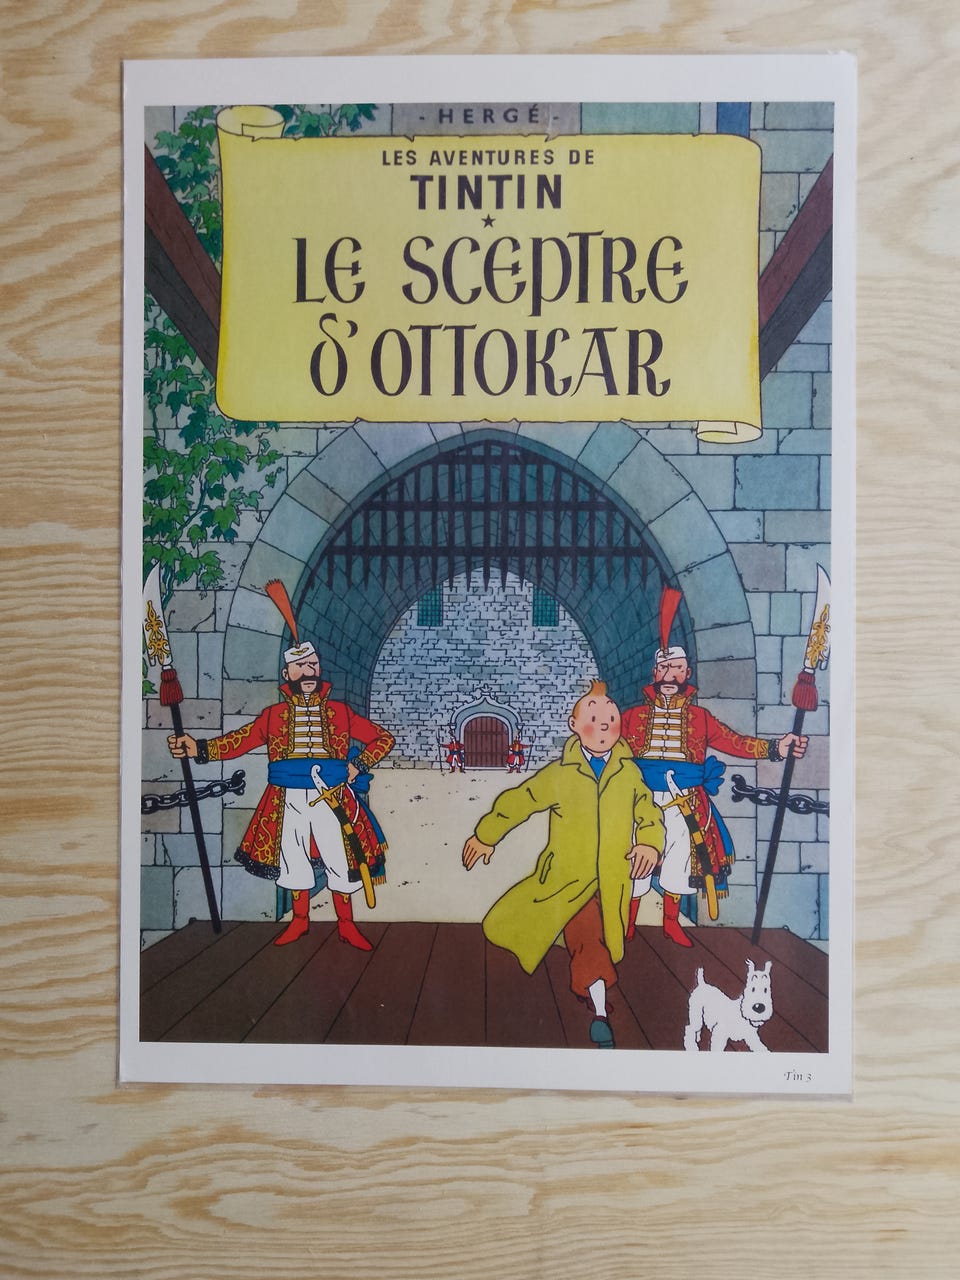 - HERGÉ -
LES AVENTURES DE
TINTIN
★
LE SCEPTRE
D'OTTOKAR
Tin 3